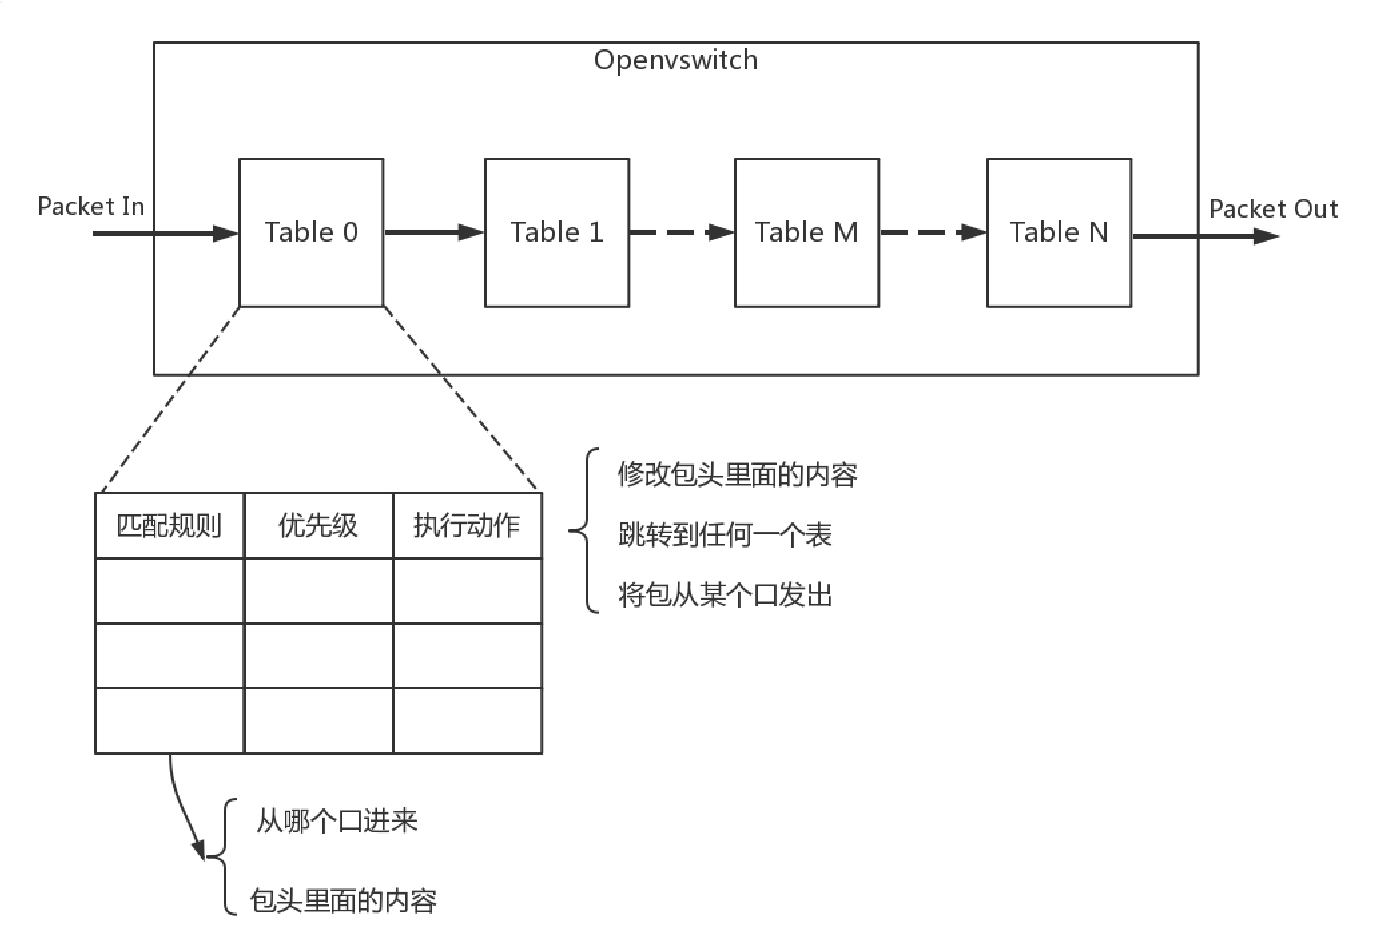 Openvswitch
Packet In
Table 0
Table 1
Table M
Table N
Packet Out
匹配规则
优先级
执行动作
修改包头里面的内容
跳转到任何一个表
将包从某个口发出
从哪个口进来
包头里面的内容